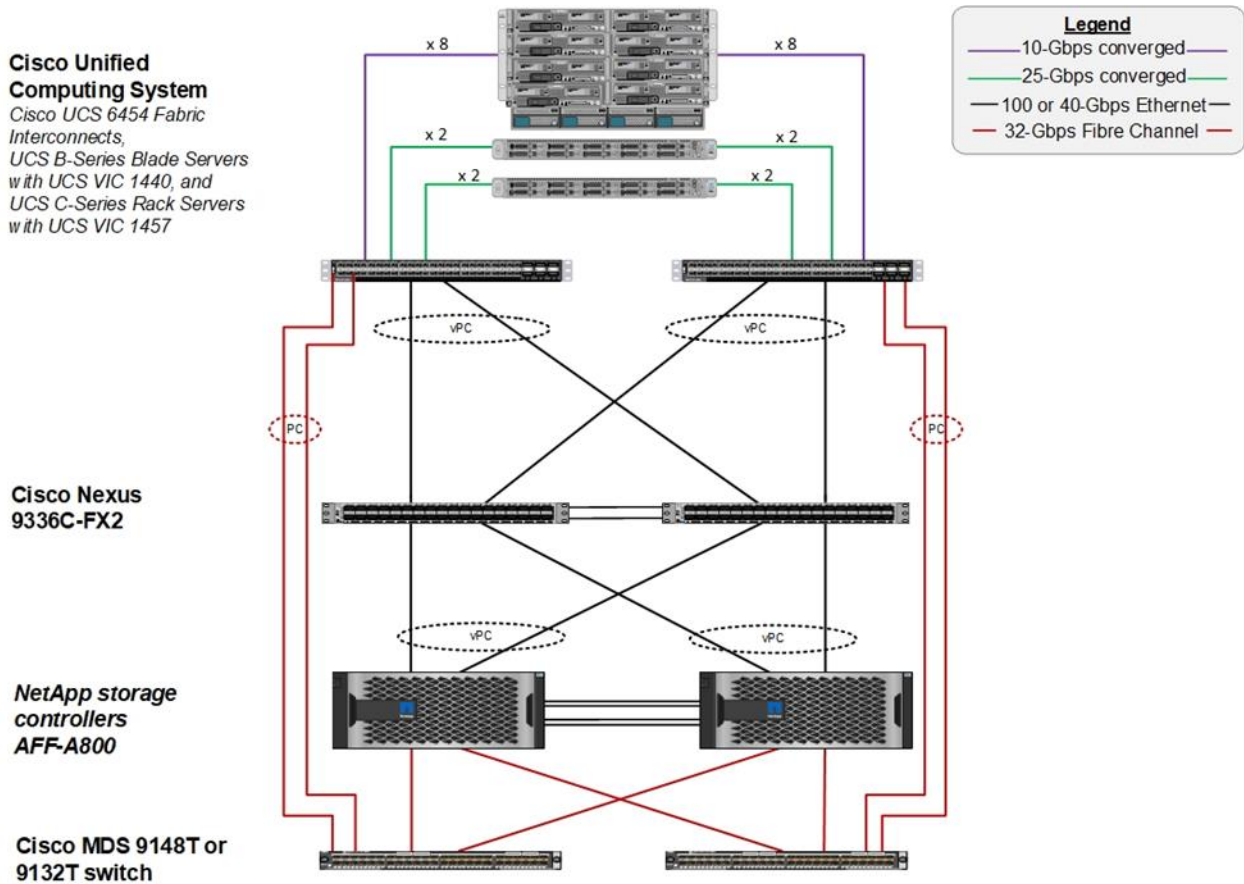 Cisco Unified
Computing System
Cisco UCS 6454 Fabric
Interconnects,
UCS B-Series Blade Servers
with UCS VIC 1440, and
UCS C-Series Rack Servers
with UCS VIC 1457
x 8
x 8
x 2
x 2
x 2
x 2
Legend
10-Gbps converged
25-Gbps converged
100 or 40-Gbps Ethernet
32-Gbps Fibre Channel
vPC
vPC
PC
PC
Cisco Nexus
9336C-FX2
vPC
vPC
NetApp storage
controllers
AFF-A800
Cisco MDS 9148T or
9132T switch